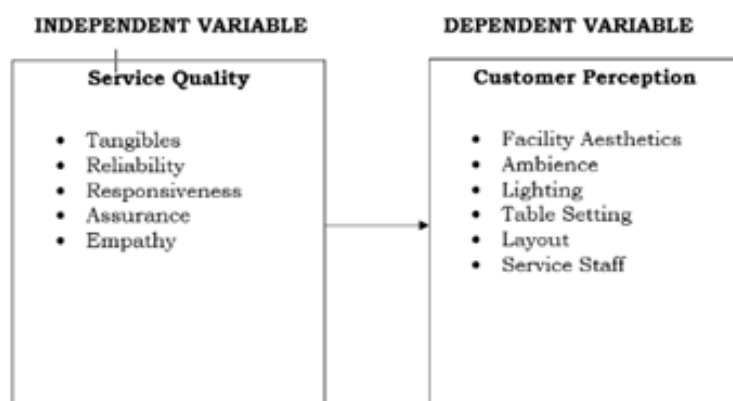 INDEPENDENT VARIABLE
Service Quality
• Tangibles
• Reliability
• Responsiveness
• Assurance
• Empathy
DEPENDENT VARIABLE
Customer Perception
• Facility Aesthetics
• Ambience
• Lighting
• Table Setting
• Layout
• Service Staff